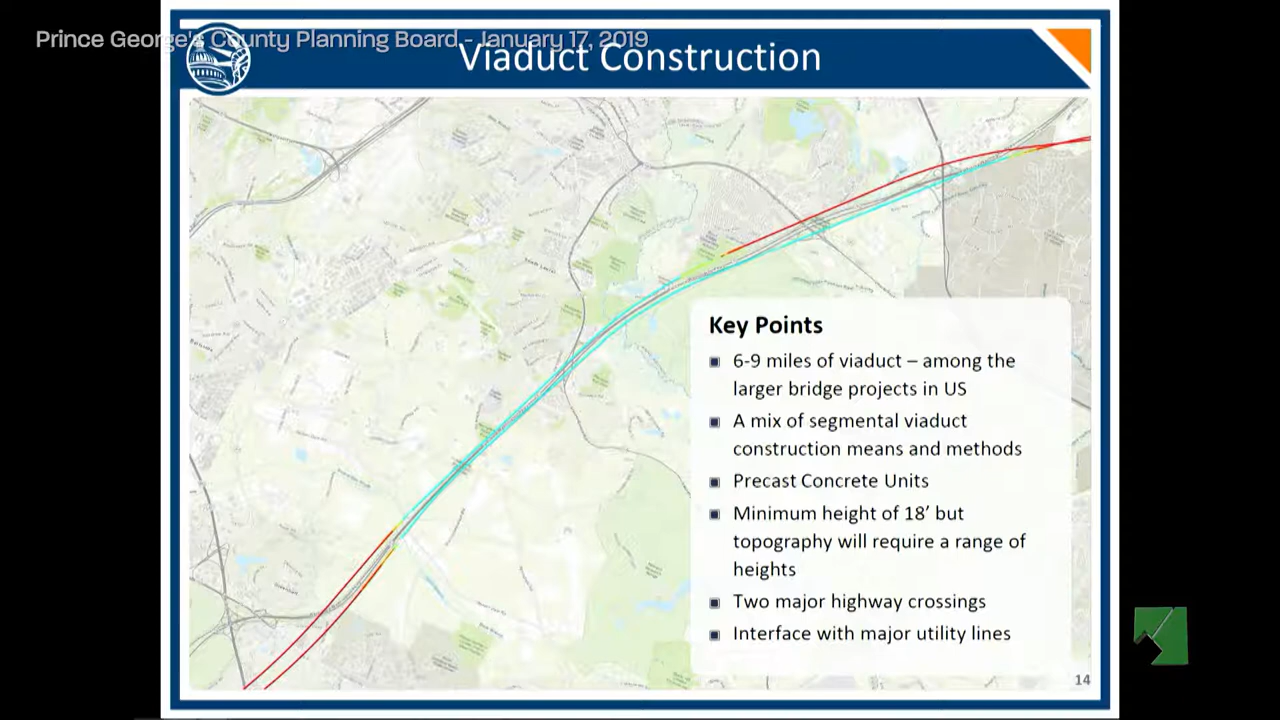 Prince George's County Planning Board - January 17, 2019
Viaduct Construction
Key Points
6-9 miles of viaduct – among the
larger bridge projects in US
A mix of segmental viaduct
construction means and methods
Precast Concrete Units
Minimum height of 18’ but
topography will require a range of
heights
Two major highway crossings
Interface with major utility lines
14